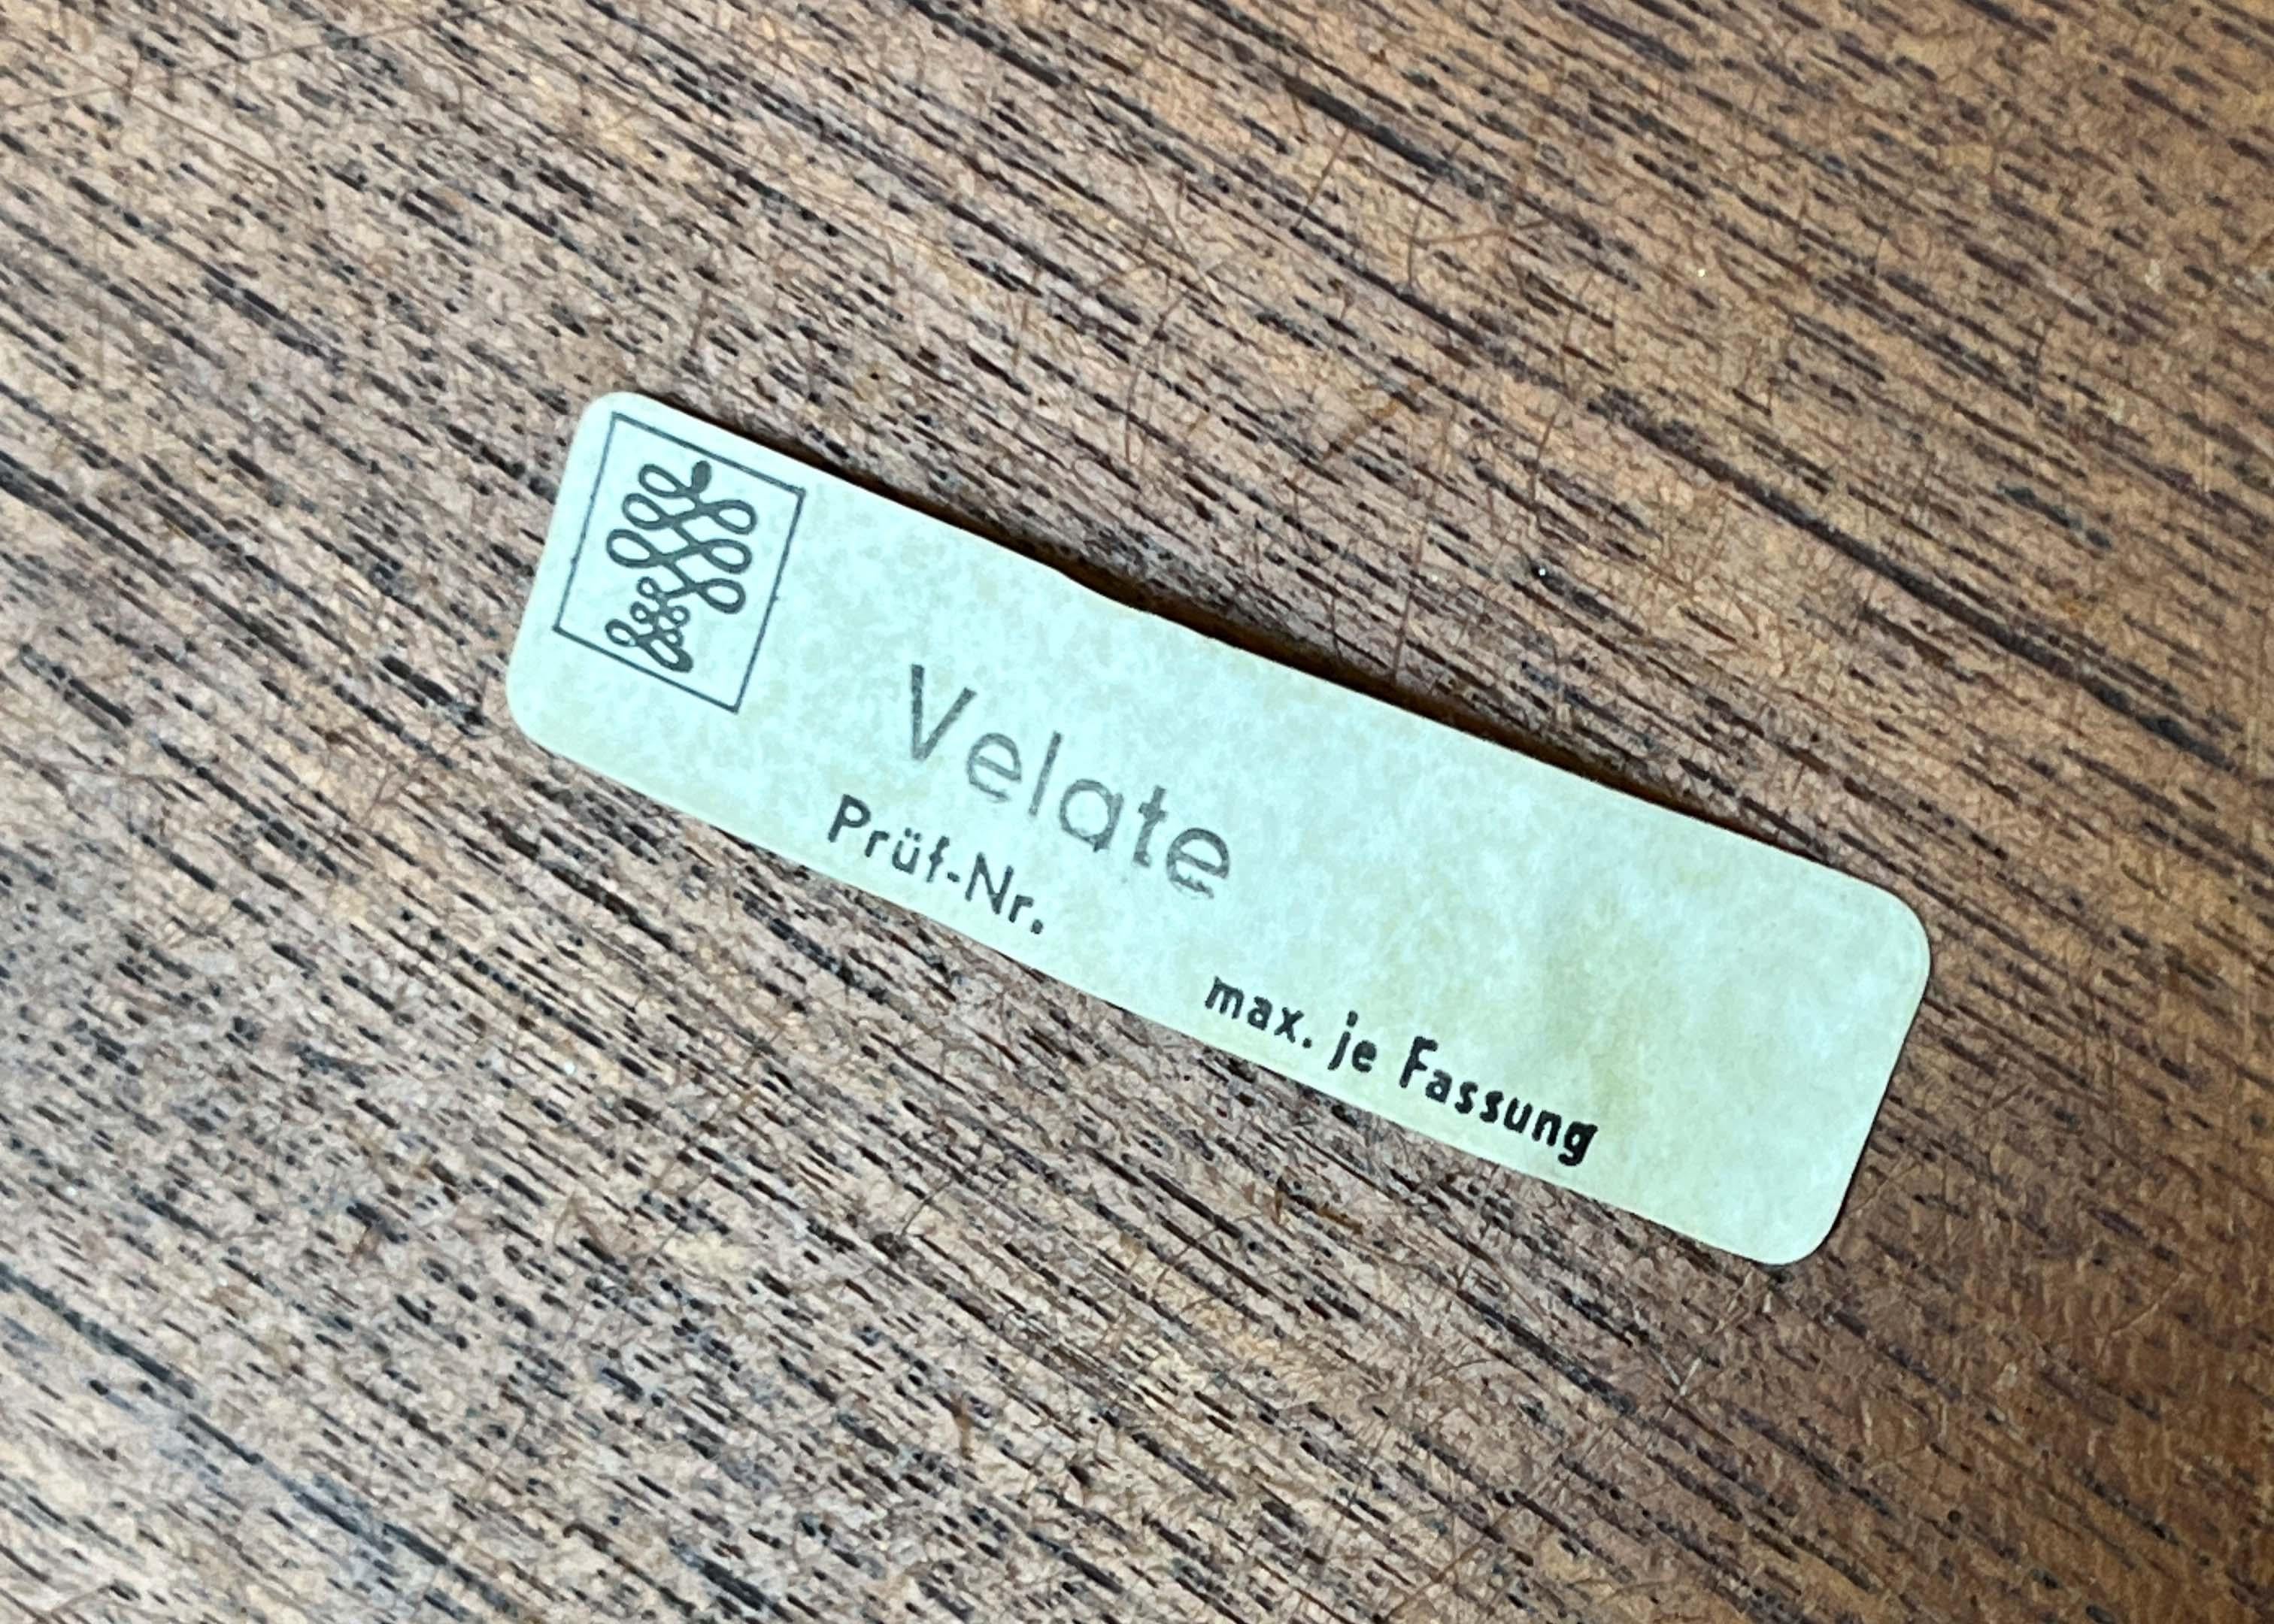 Velate
Prüf-Nr.
max. je Fassung